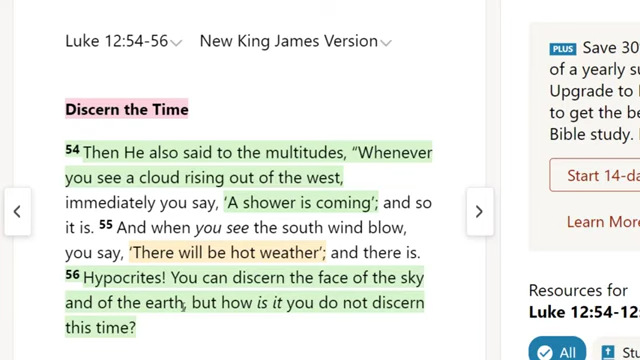 Luke 12:54-56 New King James Version
Discern the Time
54 Then He also said to the multitudes, “Whenever
you see a cloud rising out of the west,
immediately you say, ‘A shower is coming’; and so
it is. 55 And when you see the south wind blow,
you say, ‘There will be hot weather’; and there is.
56 Hypocrites! You can discern the face of the sky
and of the earth, but how is it you do not discern
this time?
PLUS Save 30
of a yearly
Upgrade to
to get the
Bible study.
Start 14-
Learn
Resources for
Luke 12:54-
All